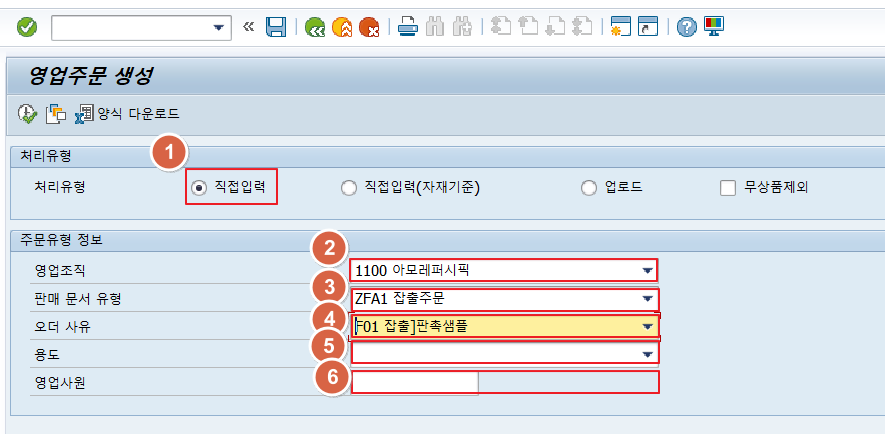 영업주문 생성
양식 다운로드
1
처리유형
처리유형 직접입력 직접입력(자재기준) 업로드 무상품제외
주문유형 정보
2
영업조직 1100 아모레퍼시픽
3
판매 문서 유형 ZFA1 잡출주문
4
오더 사유 F01 잡출]판촉샘플
5
용도
6
영업사원